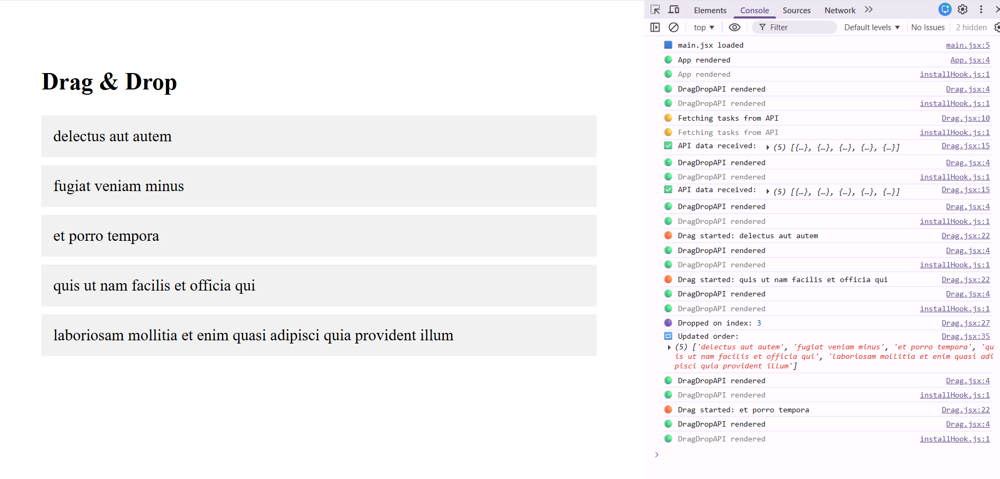 Drag & Drop
delectus aut autem
fugiat veniam minus
et porro tempora
quis ut nam facilis et officia qui
laboriosam mollitia et enim quasi adipisci quia provident illum
Elements Console Sources Network
top Filter Default levels No Issues 2 hidden
main.jsx loaded main.jsx:5
App rendered App.jsx:4
App rendered installHook.js:1
DragDropAPI rendered Drag.jsx:4
DragDropAPI rendered installHook.js:1
Fetching tasks from API Drag.jsx:10
Fetching tasks from API installHook.js:1
API data received: (5) [{…}, {…}, {…}, {…}, {…}] Drag.jsx:15
DragDropAPI rendered Drag.jsx:4
DragDropAPI rendered installHook.js:1
API data received: (5) [{…}, {…}, {…}, {…}, {…}] Drag.jsx:15
DragDropAPI rendered Drag.jsx:4
DragDropAPI rendered installHook.js:1
Drag started: delectus aut autem Drag.jsx:22
DragDropAPI rendered Drag.jsx:4
DragDropAPI rendered installHook.js:1
Drag started: quis ut nam facilis et officia qui Drag.jsx:22
DragDropAPI rendered Drag.jsx:4
DragDropAPI rendered installHook.js:1
Dropped on index: 3 Drag.jsx:27
Updated order: Drag.jsx:35
(5) ['delectus aut autem', 'fugiat veniam minus', 'et porro tempora', 'qu
is ut nam facilis et officia qui', 'laboriosam mollitia et enim quasi adi
pisci quia provident illum']
DragDropAPI rendered Drag.jsx:4
DragDropAPI rendered installHook.js:1
Drag started: et porro tempora Drag.jsx:22
DragDropAPI rendered Drag.jsx:4
DragDropAPI rendered installHook.js:1